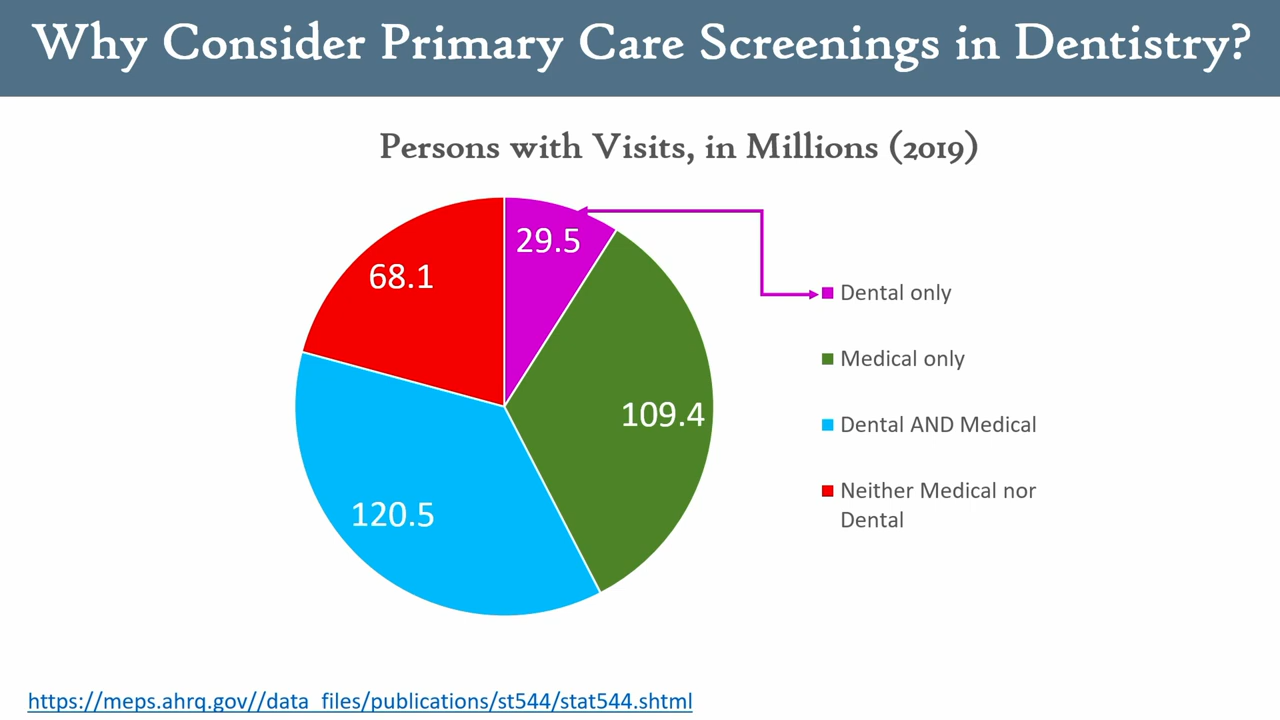 Why Consider Primary Care Screenings in Dentistry?
Persons with Visits, in Millions (2019)
29.5
68.1
109.4
120.5
Dental only
Medical only
Dental AND Medical
Neither Medical nor
Dental
https://meps.ahrq.gov//data_files/publications/st544/stat544.shtml